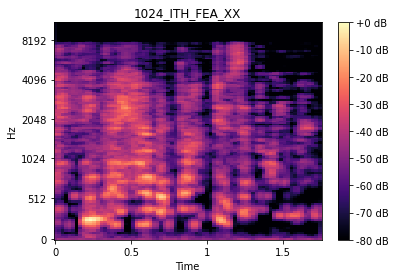 1024_ITH_FEA_XX
+0 dB
8192
-10 dB
4096
-20 dB
-30 dB
2048
-40 dB
Hz
1024
-50 dB
512
-60 dB
-70 dB
0
-80 dB
0
0.5
1
1.5
Time